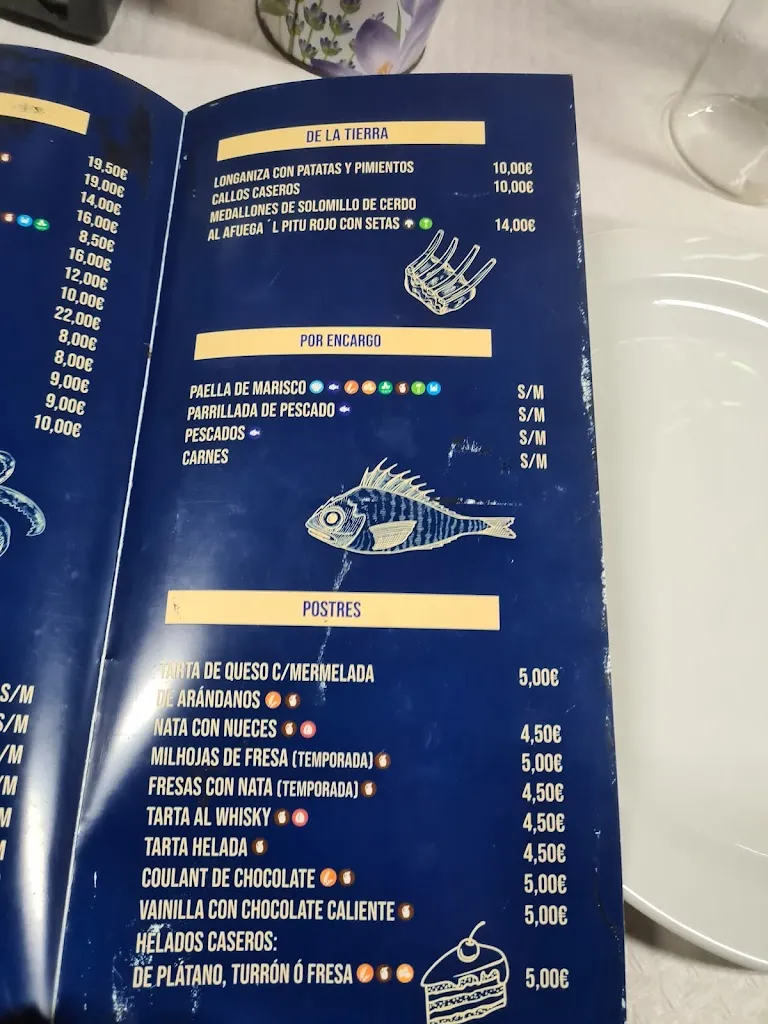 19,50€
19,00€
14,00€
16,00€
8,50€
16,00€
12,00€
10,00€
22,00€
8,00€
8,00€
9,00€
9,00€
10,00€
S/M
S/M
/M
/M
M
DE LA TIERRA
LONGANIZA CON PATATAS Y PIMIENTOS 10,00€
CALLOS CASEROS 10,00€
MEDALLONES DE SOLOMILLO DE CERDO
AL AFUEGA ´L PITU ROJO CON SETAS 14,00€
POR ENCARGO
PAELLA DE MARISCO S/M
PARRILLADA DE PESCADO S/M
PESCADOS S/M
CARNES S/M
POSTRES
TARTA DE QUESO C/MERMELADA 5,00€
DE ARÁNDANOS
NATA CON NUECES 4,50€
MILHOJAS DE FRESA (TEMPORADA) 5,00€
FRESAS CON NATA (TEMPORADA) 4,50€
TARTA AL WHISKY 4,50€
TARTA HELADA 4,50€
COULANT DE CHOCOLATE 5,00€
VAINILLA CON CHOCOLATE CALIENTE 5,00€
HELADOS CASEROS:
DE PLÁTANO, TURRÓN Ó FRESA 5,00€